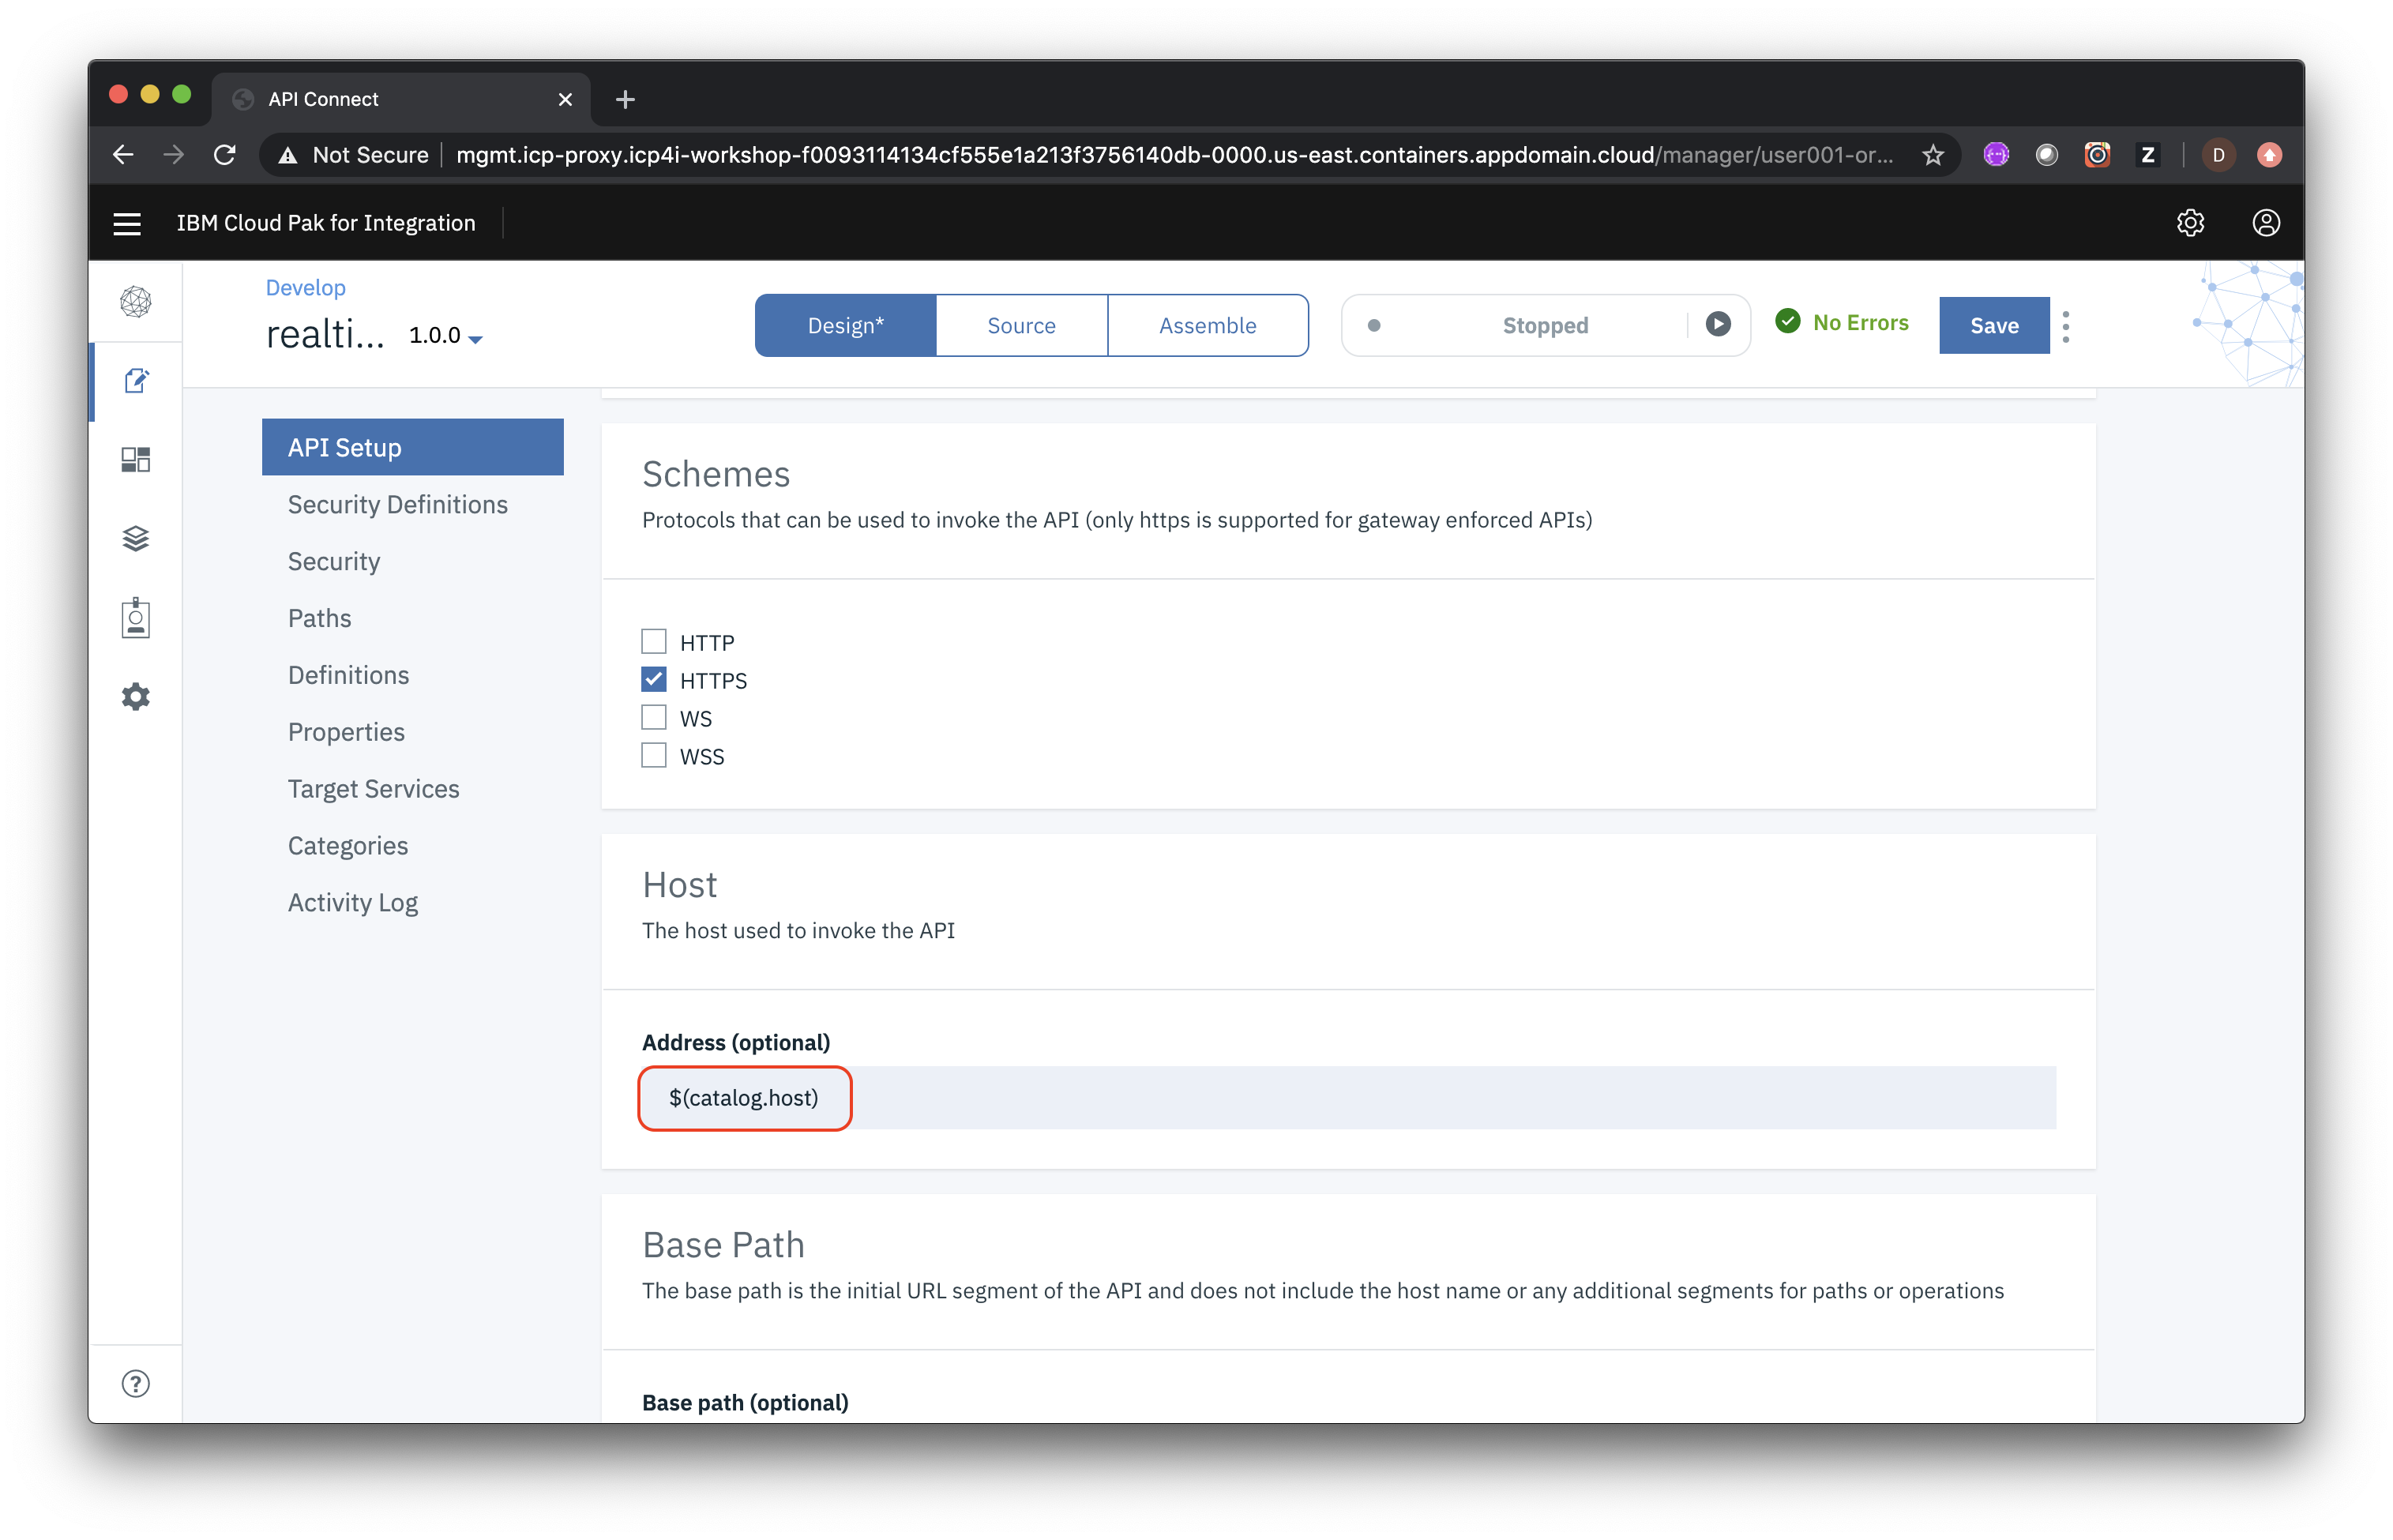 API Connect
Not Secure mgmt.icp-proxy.icp4i-workshop-f0093114134cf555e1a213f3756140db-0000.us-east.containers.appdomain.cloud/manager/user001-or... Z D
IBM Cloud Pak for Integration
Develop
realti... 1.0.0
Design* Source Assemble
Stopped
No Errors
Save
API Setup
Security Definitions
Security
Paths
Definitions
Properties
Target Services
Categories
Activity Log
Schemes
Protocols that can be used to invoke the API (only https is supported for gateway enforced APIs)
HTTP
HTTPS
WS
WSS
Host
The host used to invoke the API
Address (optional)
$(catalog.host)
Base Path
The base path is the initial URL segment of the API and does not include the host name or any additional segments for paths or operations
Base path (optional)